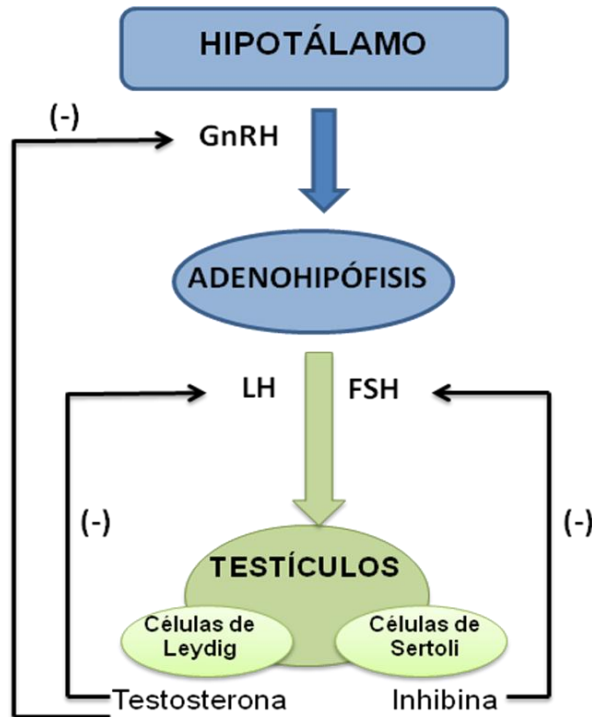 HIPOTÁLAMO
(-)
GnRH
ADENOHIPÓFISIS
LH
FSH
(-)
(-)
TESTÍCULOS
Células de
Leydig
Células de
Sertoli
Testosterona
Inhibina